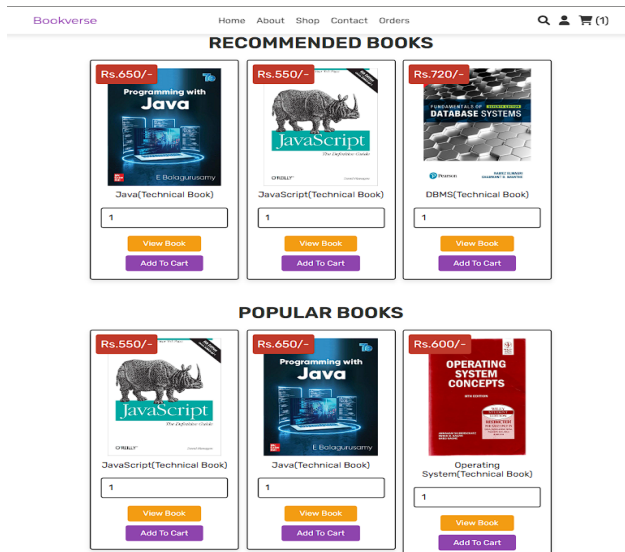 Bookverse
Home About Shop Contact Orders
(1)
RECOMMENDED BOOKS
Rs.650/-
Programming with
Java
E Balagurusamy
Java(Technical Book)
1
View Book
Add To Cart
Rs.550/-
JavaScript
The Definitive Guide
O'REILLY'
JavaScript(Technical Book)
1
View Book
Add To Cart
Rs.720/-
FUNDAMENTALS OF SEVENTH EDITION
DATABASE SYSTEMS
Pearson
DBMS(Technical Book)
1
View Book
Add To Cart
POPULAR BOOKS
Rs.550/-
JavaScript
The Definitive Guide
O'REILLY'
JavaScript(Technical Book)
1
View Book
Add To Cart
Rs.650/-
Programming with
Java
E Balagurusamy
Java(Technical Book)
1
View Book
Add To Cart
Rs.600/-
OPERATING
SYSTEM
CONCEPTS
Operating
System(Technical Book)
1
View Book
Add To Cart